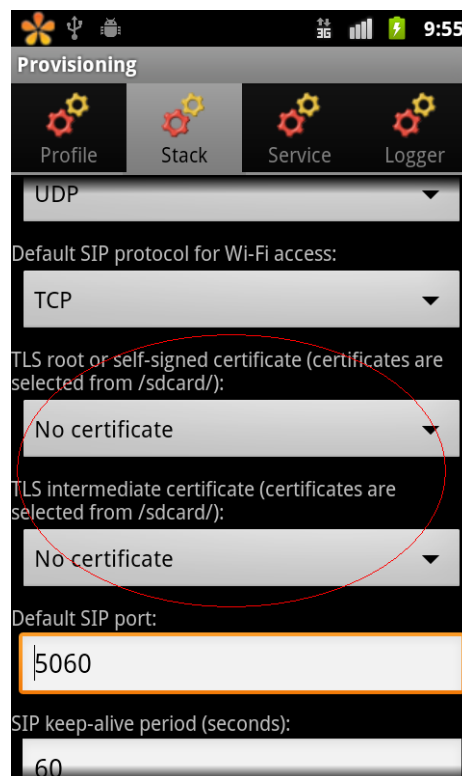 3G 9:55
Provisioning
Profile Stack Service Logger
UDP
Default SIP protocol for Wi-Fi access:
TCP
TLS root or self-signed certificate (certificates are
selected from /sdcard/):
No certificate
TLS intermediate certificate (certificates are
selected from /sdcard/):
No certificate
Default SIP port:
5060
SIP keep-alive period (seconds):
60